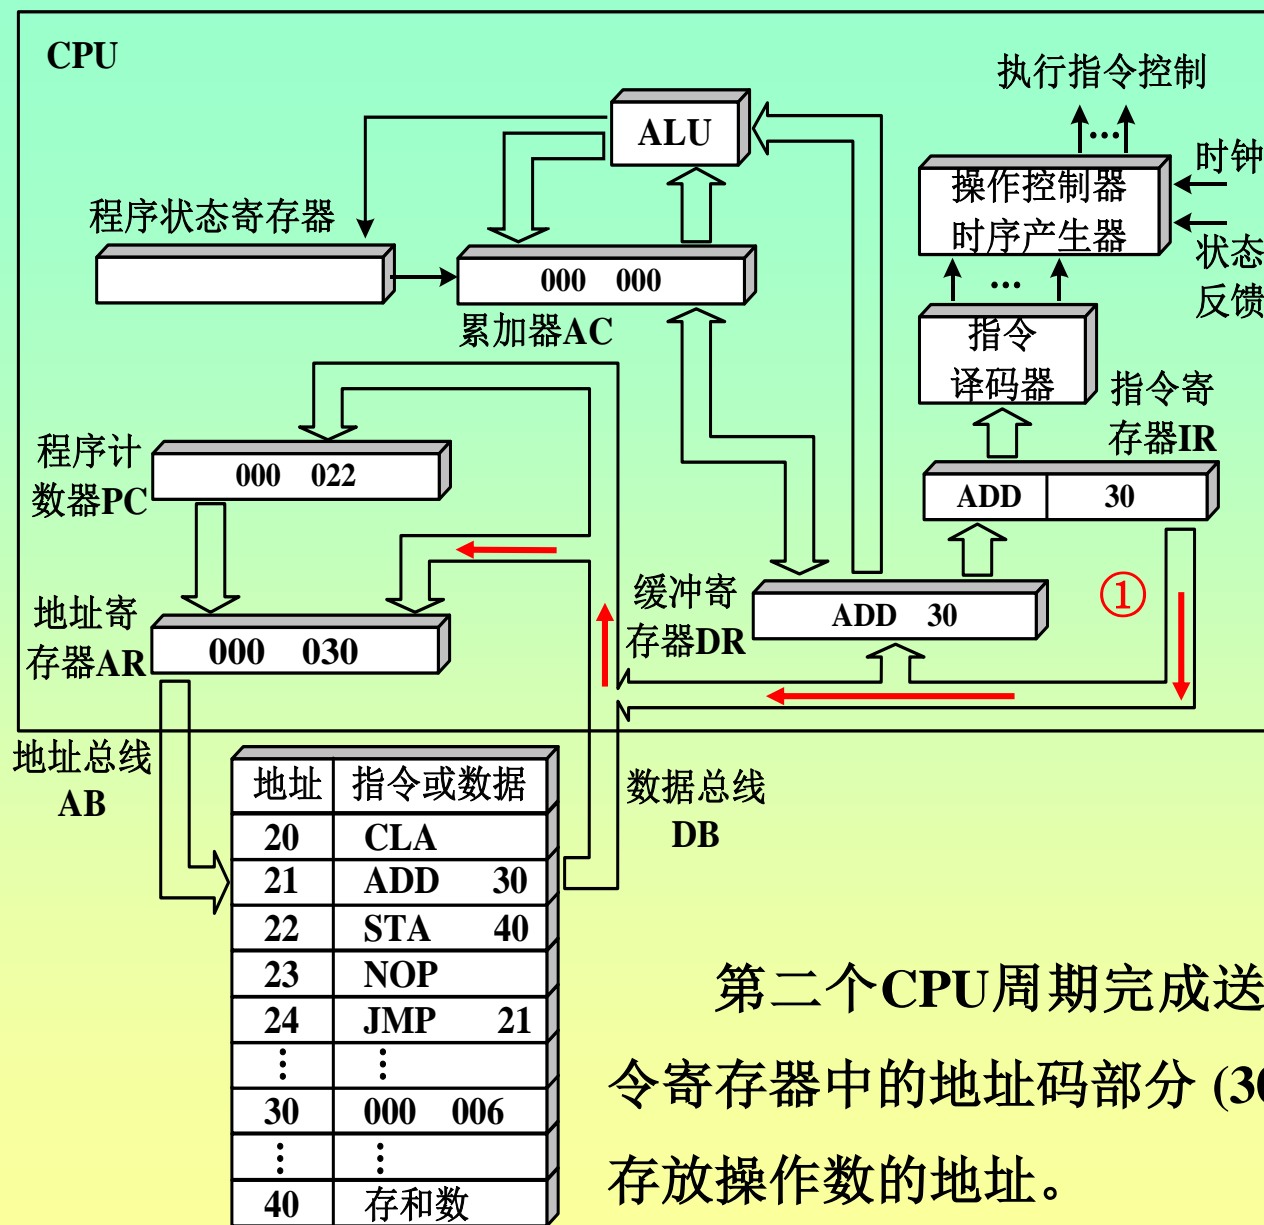 CPU
执行指令控制
...
ALU
时钟
操作控制器
时序产生器
状态
反馈
程序状态寄存器
000 000
累加器AC
...
指令
译码器
指令寄
存器IR
程序计
数器PC
000 022
ADD 30
缓冲寄
存器DR
ADD 30
①
地址寄
存器AR
000 030
地址总线
AB
数据总线
DB
地址 指令或数据
20 CLA
21 ADD 30
22 STA 40
23 NOP
24 JMP 21
⋮ ⋮
30 000 006
⋮ ⋮
40 存和数
第二个CPU周期完成送
令寄存器中的地址码部分 (30
存放操作数的地址。